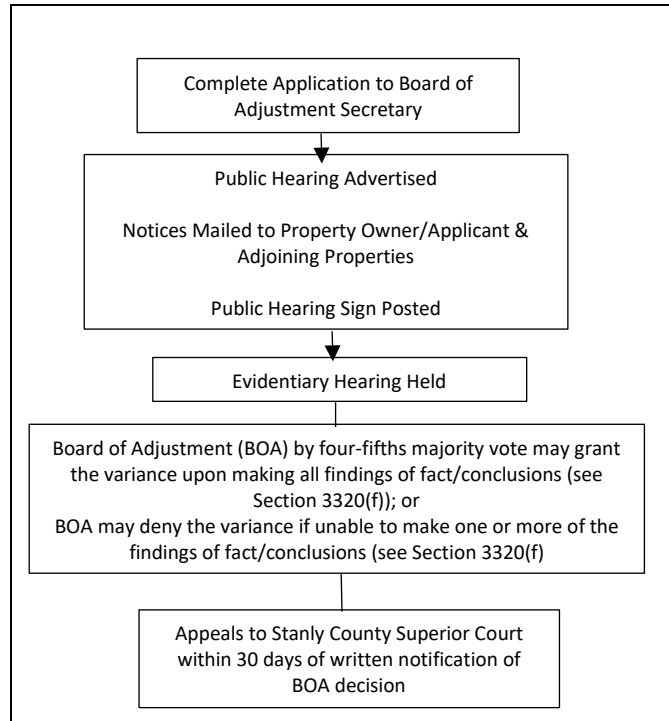 Complete Application to Board of
Adjustment Secretary
Public Hearing Advertised
Notices Mailed to Property Owner/Applicant &
Adjoining Properties
Public Hearing Sign Posted
Evidentiary Hearing Held
Board of Adjustment (BOA) by four-fifths majority vote may grant
the variance upon making all findings of fact/conclusions (see
Section 3320(f)); or
BOA may deny the variance if unable to make one or more of the
findings of fact/conclusions (see Section 3320(f)
Appeals to Stanly County Superior Court
within 30 days of written notification of
BOA decision